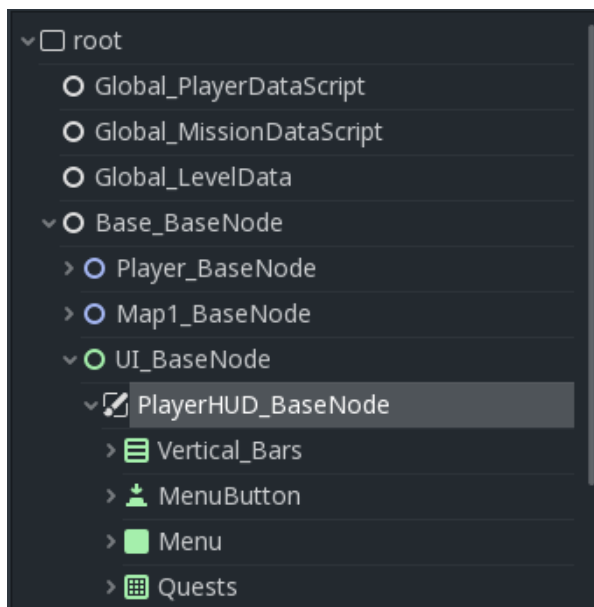 root
Global_PlayerDataScript
Global_MissionDataScript
Global_LevelData
Base_BaseNode
Player_BaseNode
Map1_BaseNode
UI_BaseNode
PlayerHUD_BaseNode
Vertical_Bars
MenuButton
Menu
Quests